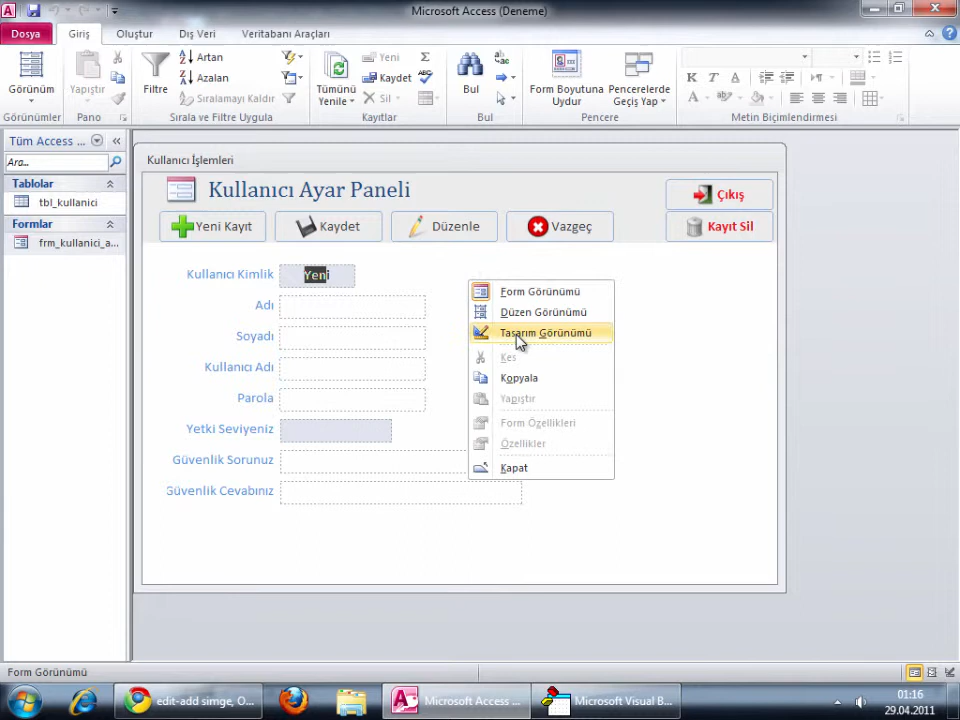 Microsoft Access (Deneme)
Dosya Giriş Oluştur Dış Veri Veritabanı Araçları
Görünüm
Görünümler
Yapıştır
Pano
Filtre
Artan
Azalan
Sıralamayı Kaldır
Sırala ve Filtre Uygula
Tümünü Yenile
Yeni
Kaydet
Sil
Kayıtlar
Bul
Bul
Form Boyutuna Uydur
Pencerelerde Geçiş Yap
Pencere
K T A
A
Metin Biçimlendirme
Tüm Access ...
Ara...
Tablolar
tbl_kullanici
Formlar
frm_kullanici_a...
Kullanıcı İşlemleri
Kullanıcı Ayar Paneli
Çıkış
Yeni Kayıt Kaydet Düzenle Vazgeç Kayıt Sil
Kullanıcı Kimlik Yeni
Adı
Soyadı
Kullanıcı Adı
Parola
Yetki Seviyeniz
Güvenlik Sorunuz
Güvenlik Cevabınız
Form Görünümü
Düzen Görünümü
Tasarım Görünümü
Kes
Kopyala
Yapıştır
Form Özellikleri
Özellikler
Kapat
Form Görünümü
edit-add simge, O...
Microsoft Access ...
Microsoft Visual B...
01:16
29.04.2011